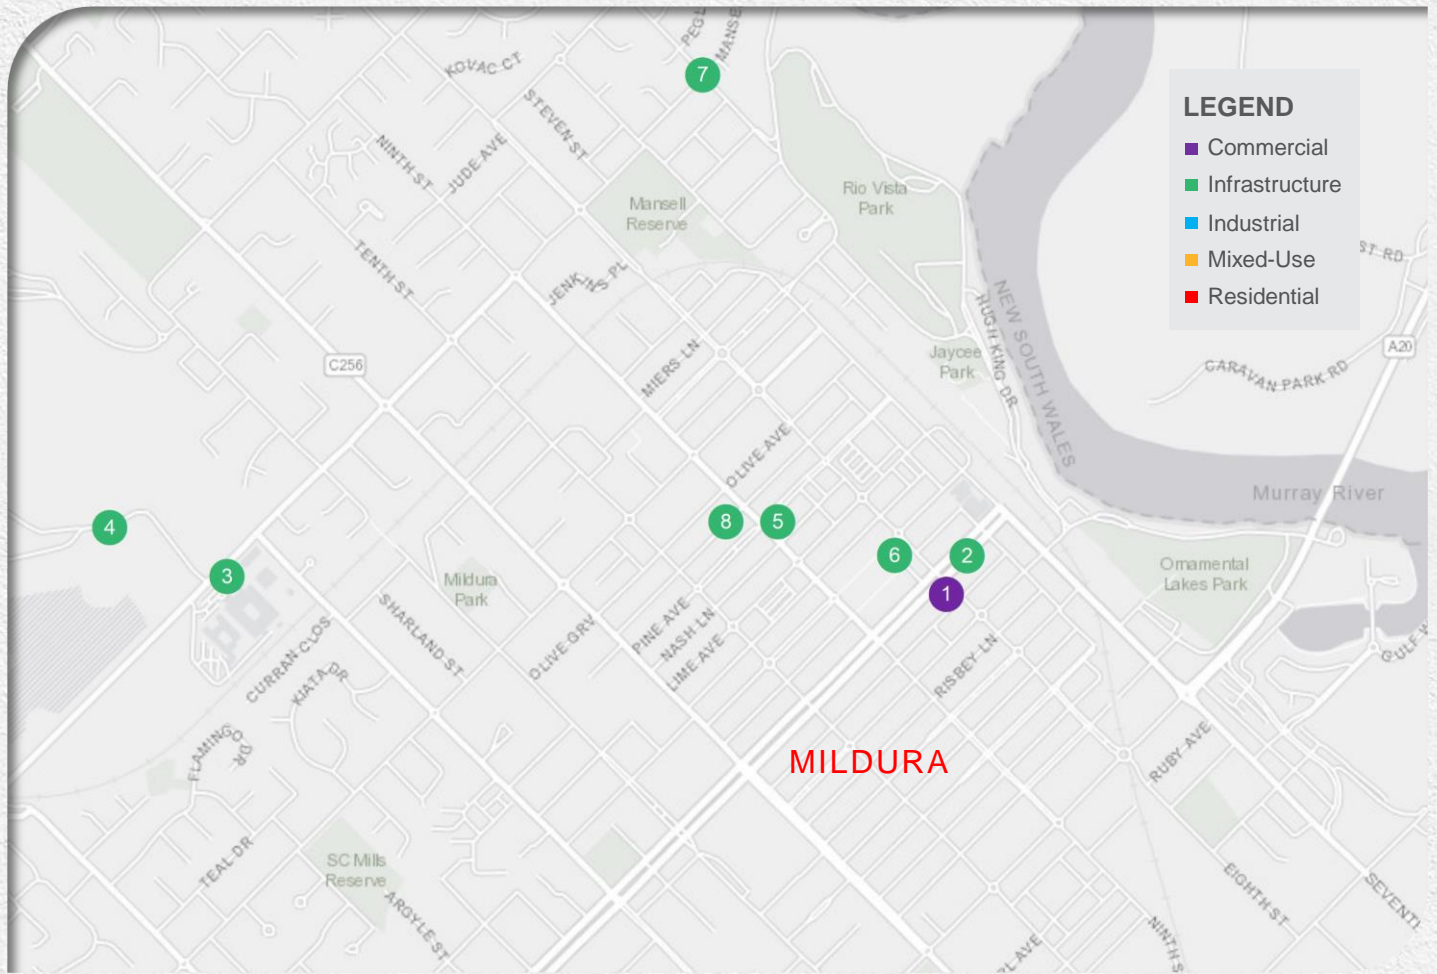 PEGL
MANSE
7
KOVAC CT
STEVEN ST
NINTH ST
JUDE AVE
LEGEND
Commercial
Infrastructure
Industrial
Mixed-Use
Residential
Mansell
Reserve
Rio Vista
Park
ST RD
TENTH ST
JENKINS PL
NEW SOUTH WALES
HUGH KING DR
C256
MIERS LN
Jaycee
Park
A20
CARAVAN PARK RD
OLIVE AVE
Murray River
4
8
5
6
2
3
1
Mildura
Park
Ornamental
Lakes Park
SHARLAND ST
CURRAN CLOS
KIATA DR
OLIVE GRV
PINE AVE
NASH LN
LIME AVE
RISBEY LN
GULF W
FLAMINGO DR
MILDURA
RUBY AVE
TEAL DR
SC Mills
Reserve
ARGYLE ST
EIGHTH ST
SEVENTH
NINTH S
RL AVE